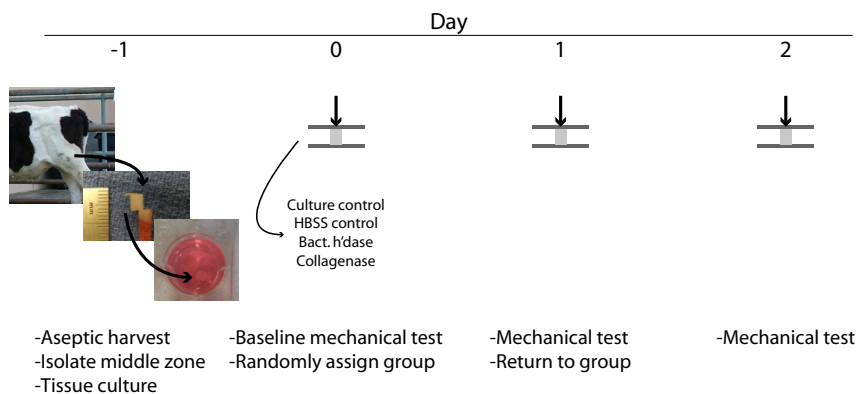 Day
-1 0 1 2
Culture control
HBSS control
Bact. h'dase
Collagenase
-Aseptic harvest
-Isolate middle zone
-Tissue culture
-Baseline mechanical test
-Randomly assign group
-Mechanical test
-Return to group
-Mechanical test